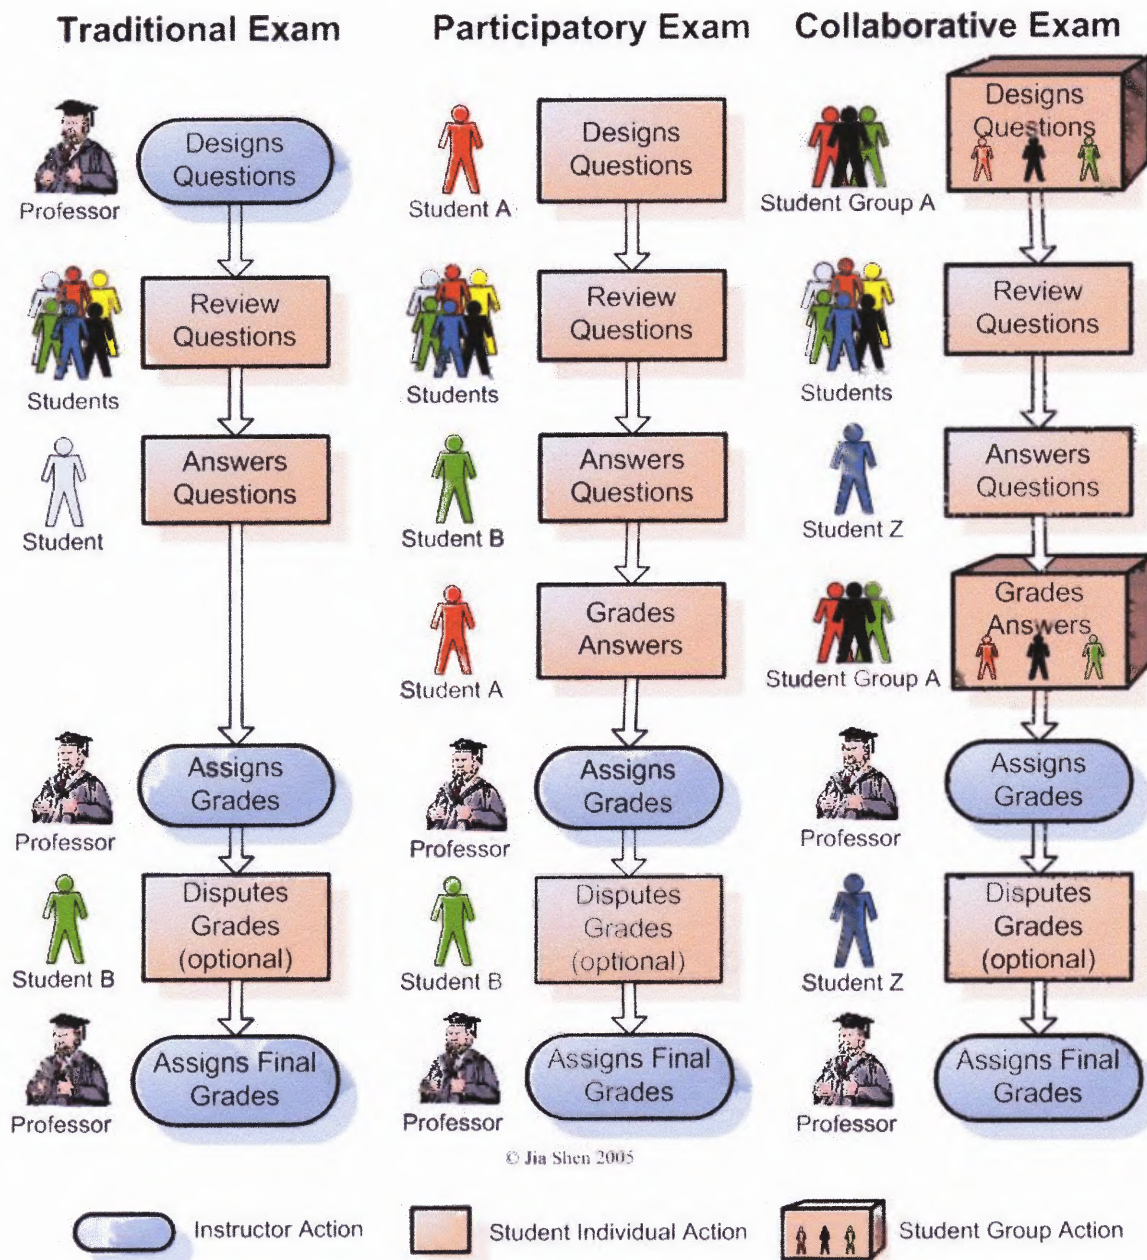 Traditional Exam
Participatory Exam
Collaborative Exam
Professor
Designs
Questions
Student A
Designs
Questions
Student Group A
Designs
Questions
Students
Review
Questions
Students
Review
Questions
Students
Review
Questions
Student
Answers
Questions
Student B
Answers
Questions
Student Z
Answers
Questions
Student A
Grades
Answers
Student Group A
Grades
Answers
Professor
Assigns
Grades
Professor
Assigns
Grades
Professor
Assigns
Grades
Student B
Disputes
Grades
(optional)
Student B
Disputes
Grades
(optional)
Student Z
Disputes
Grades
(optional)
Professor
Assigns Final
Grades
Professor
Assigns Final
Grades
Professor
Assigns Final
Grades
© Jia Shen 2005
Instructor Action
Student Individual Action
Student Group Action